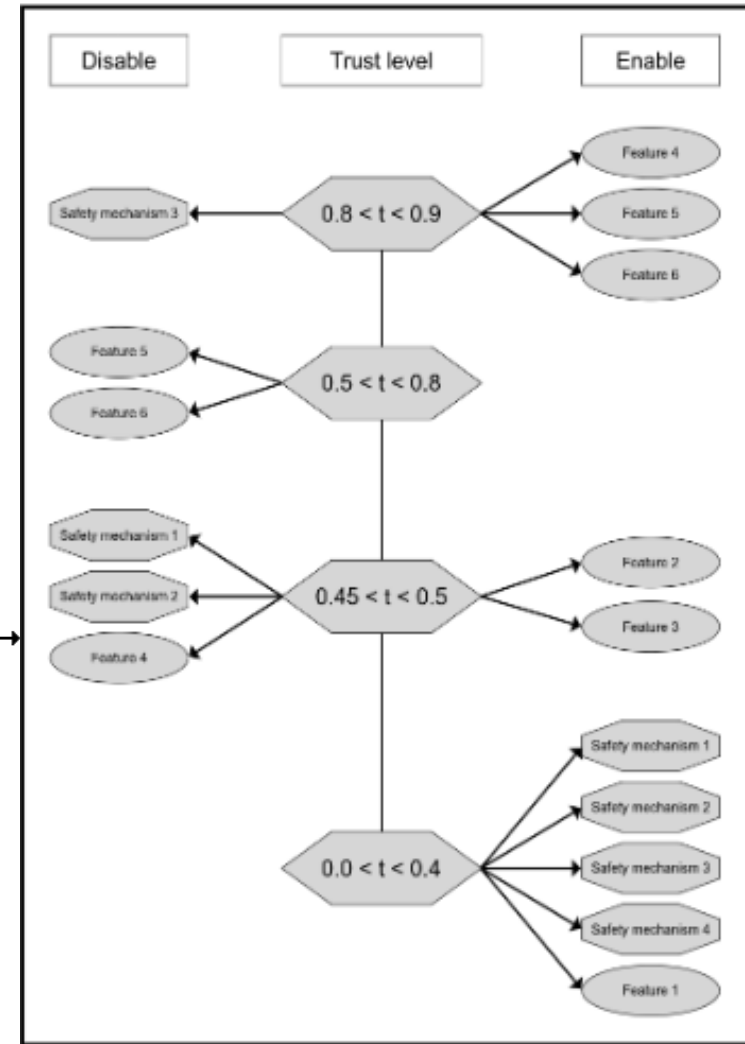 Disable
Trust level
Enable
Feature 4
Safety mechanism 3
0.8 < t < 0.9
Feature 5
Feature 6
Feature 5
0.5 < t < 0.8
Feature 6
Safety mechanism 1
Feature 2
Safety mechanism 2
0.45 < t < 0.5
Feature 3
Feature 4
Safety mechanism 1
Safety mechanism 2
0.0 < t < 0.4
Safety mechanism 3
Safety mechanism 4
Feature 1